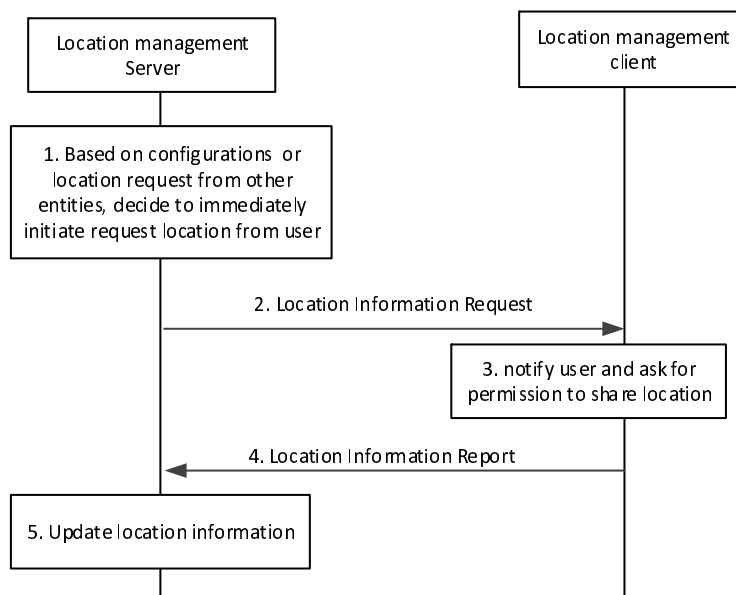 Location management
Server
Location management
client
1. Based on configurations or
location request from other
entities, decide to immediately
initiate request location from user
2. Location Information Request
3. notify user and ask for
permission to share location
4. Location Information Report
5. Update location information